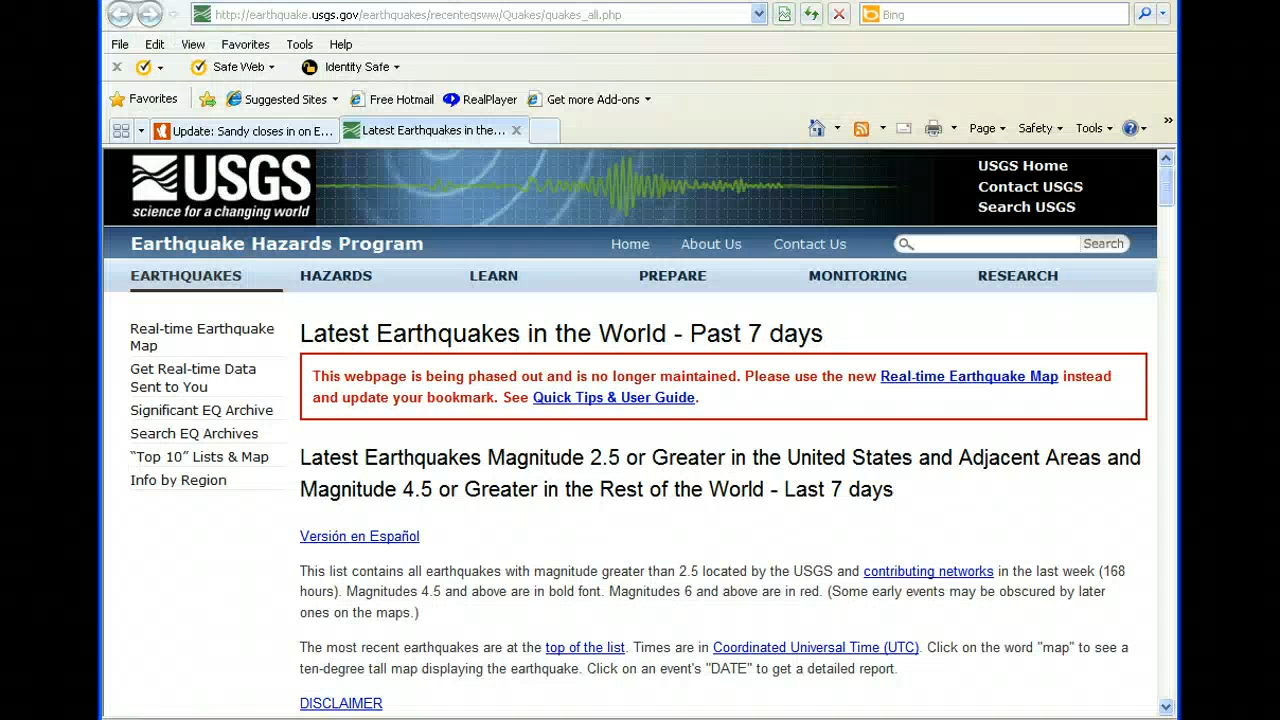 http://earthquake.usgs.gov/earthquakes/recenteqsww/Quakes/quakes_all.php
Bing
File Edit View Favorites Tools Help
Safe Web Identity Safe
Favorites Suggested Sites Free Hotmail RealPlayer Get more Add-ons
Update: Sandy closes in on E... Latest Earthquakes in the... Page Safety Tools
USGS
science for a changing world
USGS Home
Contact USGS
Search USGS
Earthquake Hazards Program Home About Us Contact Us Search
EARTHQUAKES HAZARDS LEARN PREPARE MONITORING RESEARCH
Real-time Earthquake
Map
Get Real-time Data
Sent to You
Significant EQ Archive
Search EQ Archives
“Top 10” Lists & Map
Info by Region
Latest Earthquakes in the World - Past 7 days
This webpage is being phased out and is no longer maintained. Please use the new Real-time Earthquake Map instead
and update your bookmark. See Quick Tips & User Guide.
Latest Earthquakes Magnitude 2.5 or Greater in the United States and Adjacent Areas and
Magnitude 4.5 or Greater in the Rest of the World - Last 7 days
Versión en Español
This list contains all earthquakes with magnitude greater than 2.5 located by the USGS and contributing networks in the last week (168
hours). Magnitudes 4.5 and above are in bold font. Magnitudes 6 and above are in red. (Some early events may be obscured by later
ones on the maps.)
The most recent earthquakes are at the top of the list. Times are in Coordinated Universal Time (UTC). Click on the word "map" to see a
ten-degree tall map displaying the earthquake. Click on an event's "DATE" to get a detailed report.
DISCLAIMER